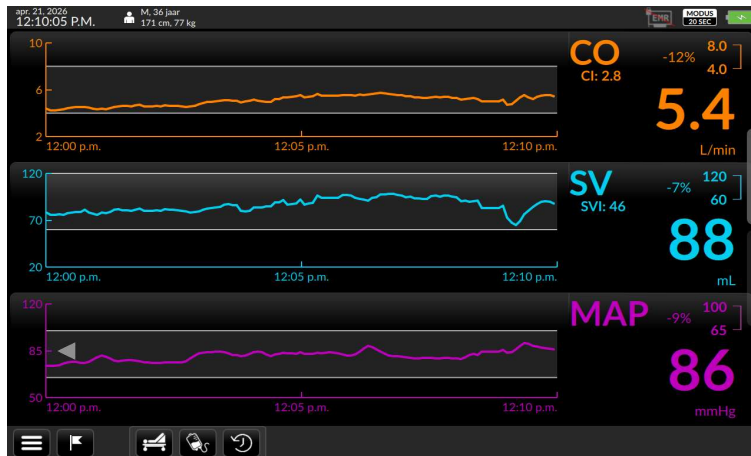 apr. 21, 2026
12:10:05 P.M.
M, 36 jaar
171 cm, 77 kg
EMR
MODUS
20 SEC
10
6
2
12:00 p.m.
12:05 p.m.
12:10 p.m.
CO
CI: 2.8
-12%
8.0
4.0
5.4
L/min
120
70
20
12:00 p.m.
12:05 p.m.
12:10 p.m.
SV
SVI: 46
-7%
120
60
88
mL
120
85
50
12:00 p.m.
12:05 p.m.
12:10 p.m.
MAP
-9%
100
65
86
mmHg